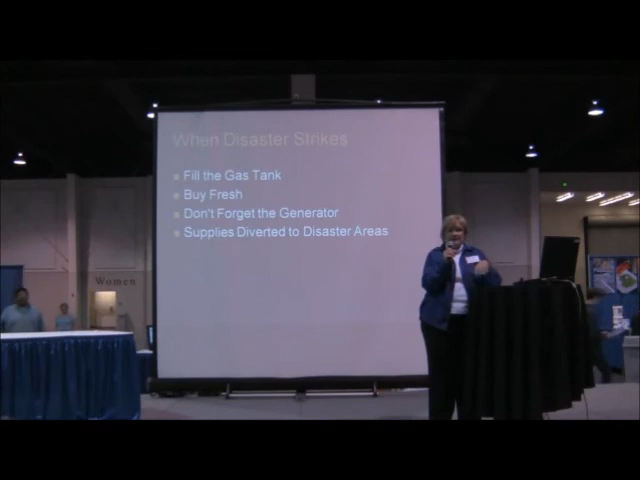 When Disaster Strikes
Fill the Gas Tank
Buy Fresh
Don't Forget the Generator
Supplies Diverted to Disaster Areas
Women